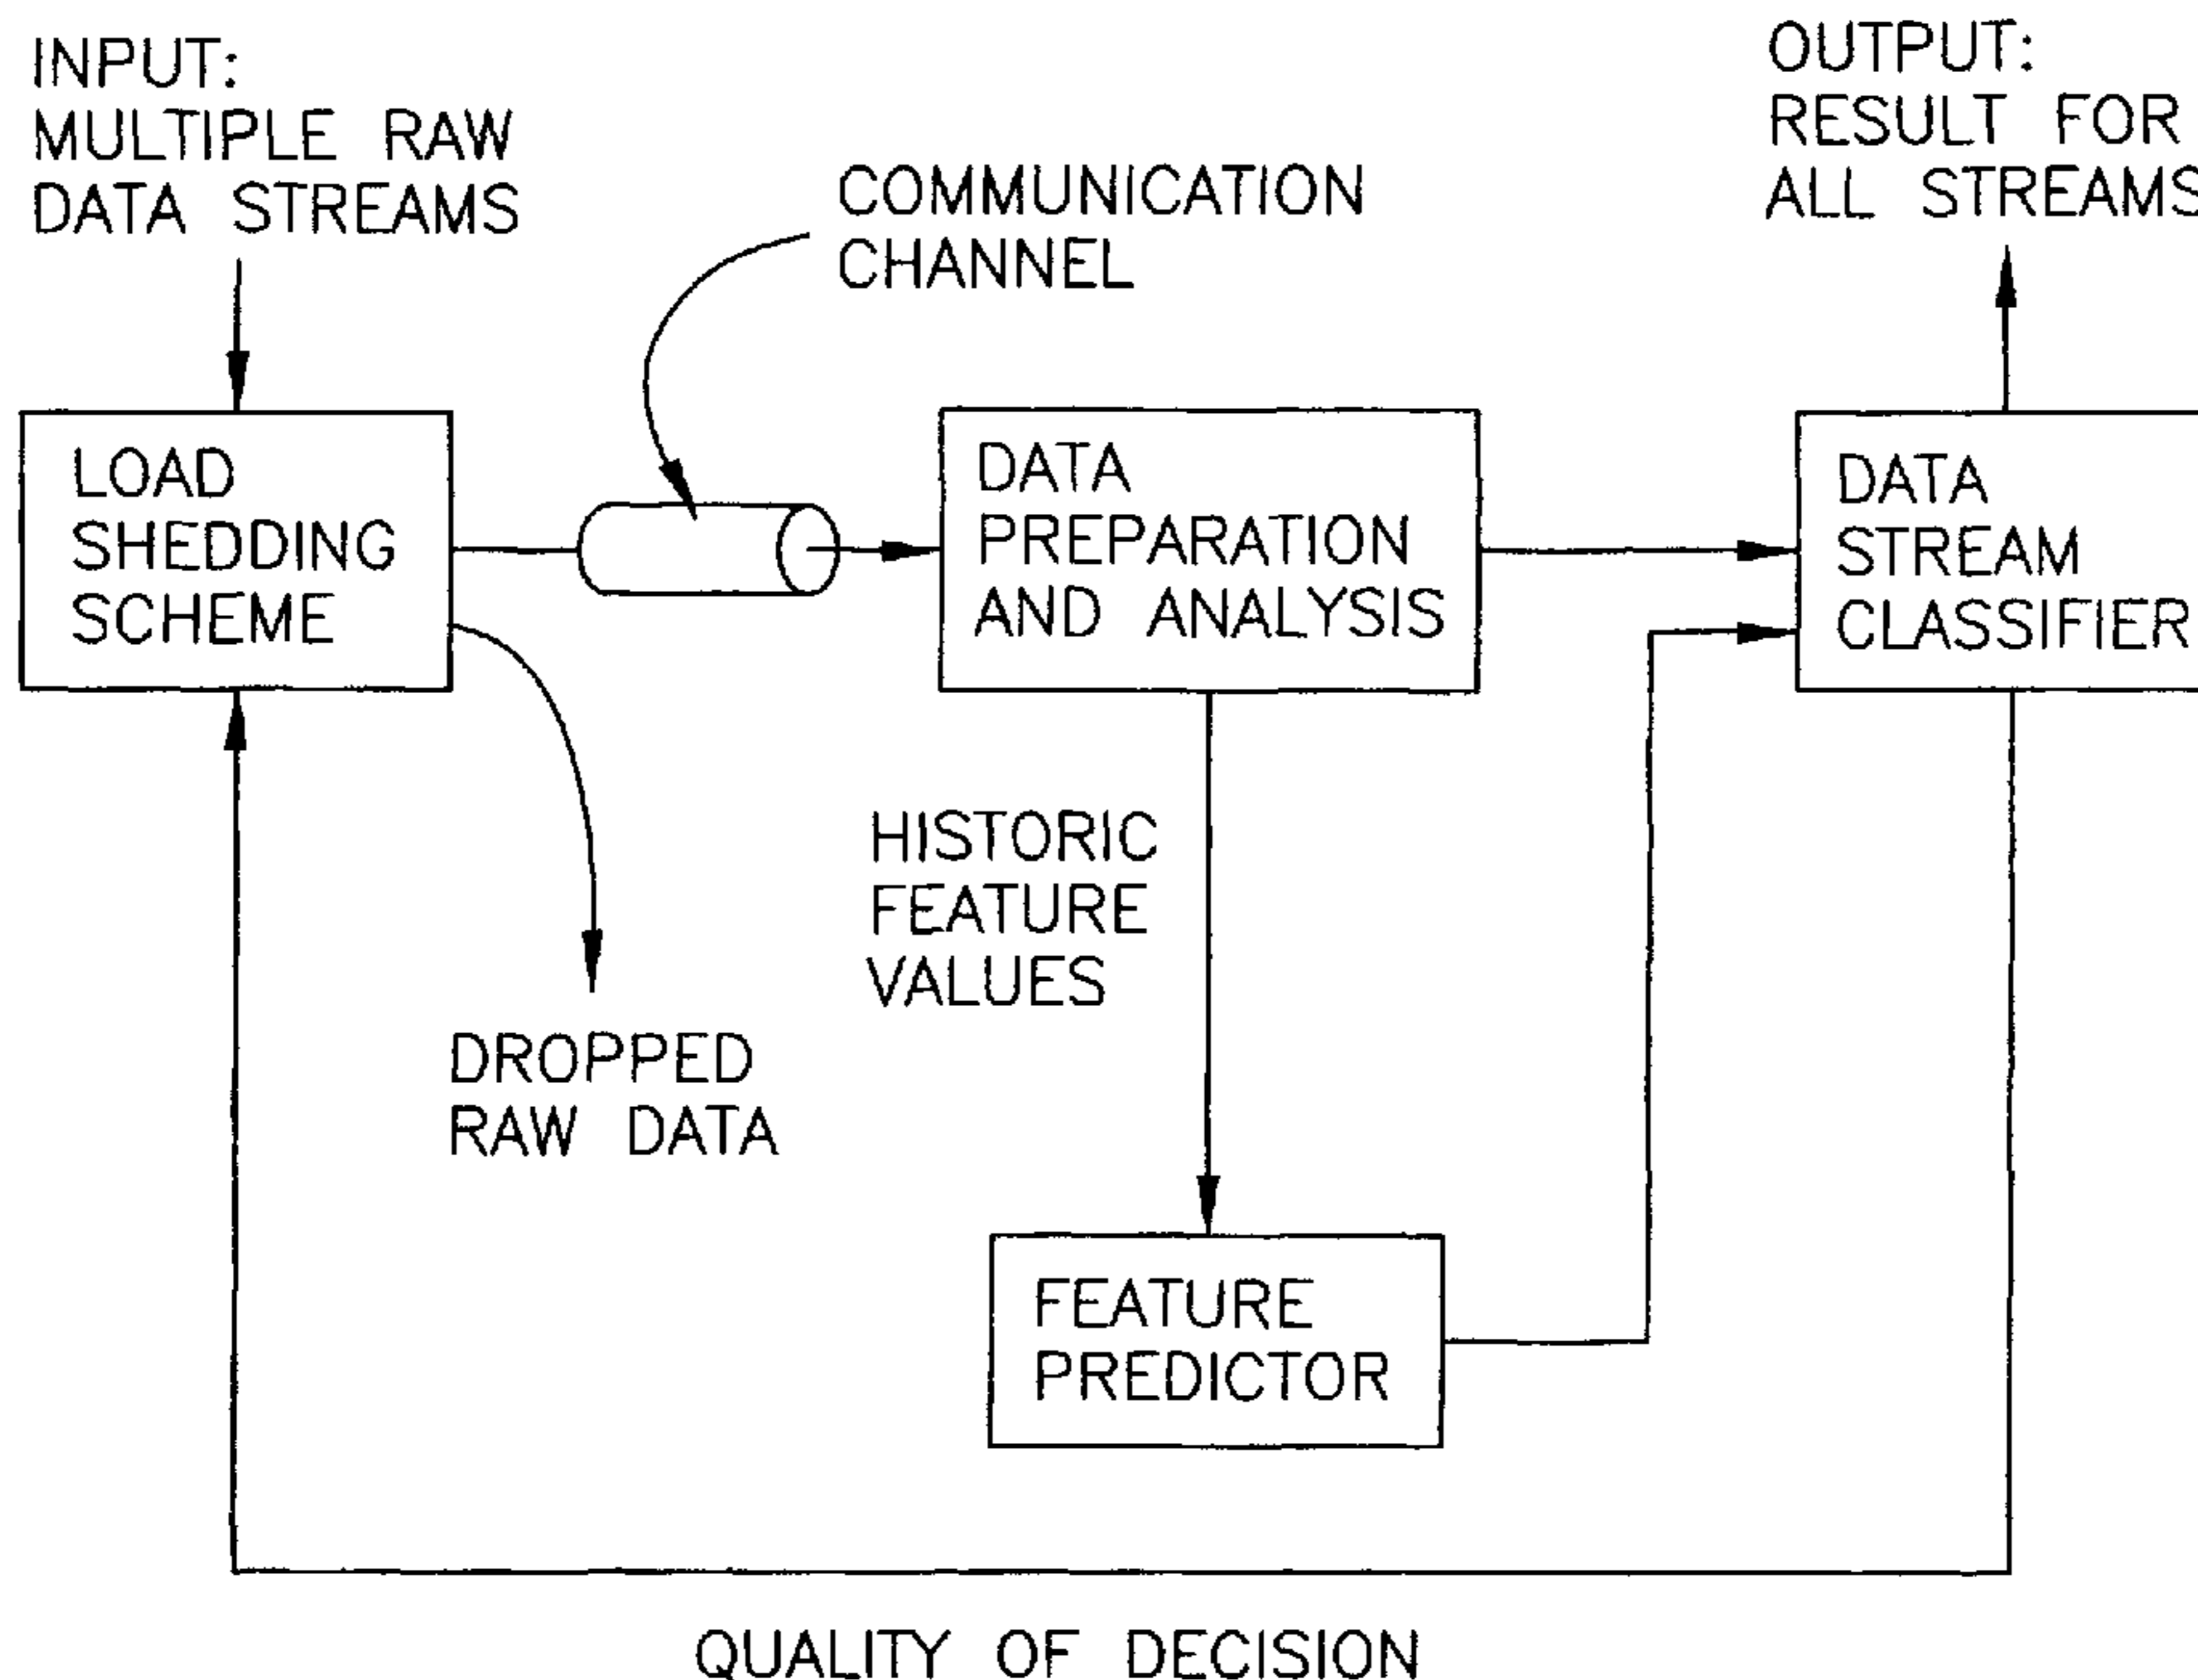 INPUT:
MULTIPLE RAW
DATA STREAMS
COMMUNICATION
CHANNEL
OUTPUT:
RESULT FOR
ALL STREAMS
LOAD
SHEDDING
SCHEME
DATA
PREPARATION
AND ANALYSIS
DATA
STREAM
CLASSIFIER
HISTORIC
FEATURE
VALUES
DROPPED
RAW DATA
FEATURE
PREDICTOR
QUALITY OF DECISION